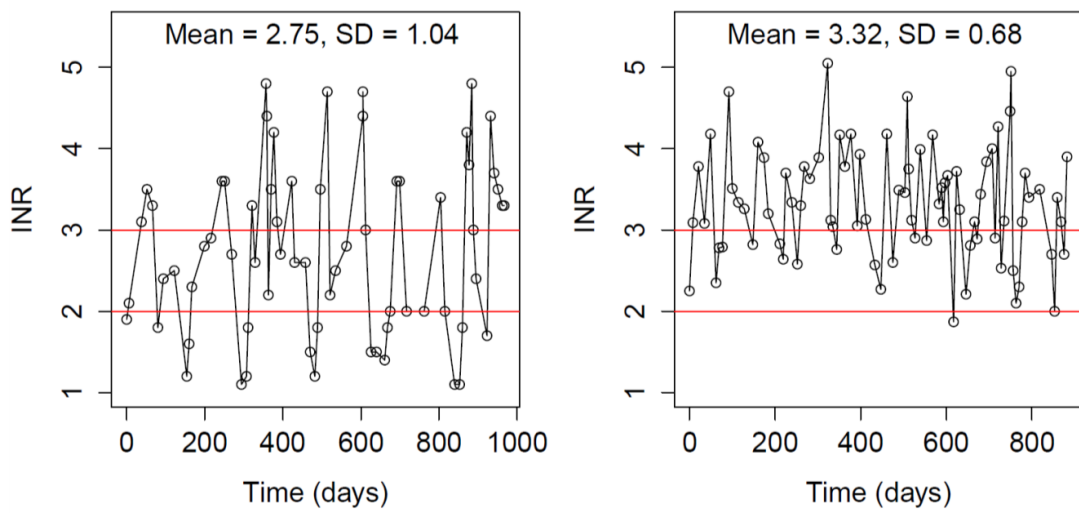 Mean = 2.75, SD = 1.04
INR
5
4
3
2
1
0 200 400 600 800 1000
Time (days)
Mean = 3.32, SD = 0.68
INR
5
4
3
2
1
0 200 400 600 800
Time (days)